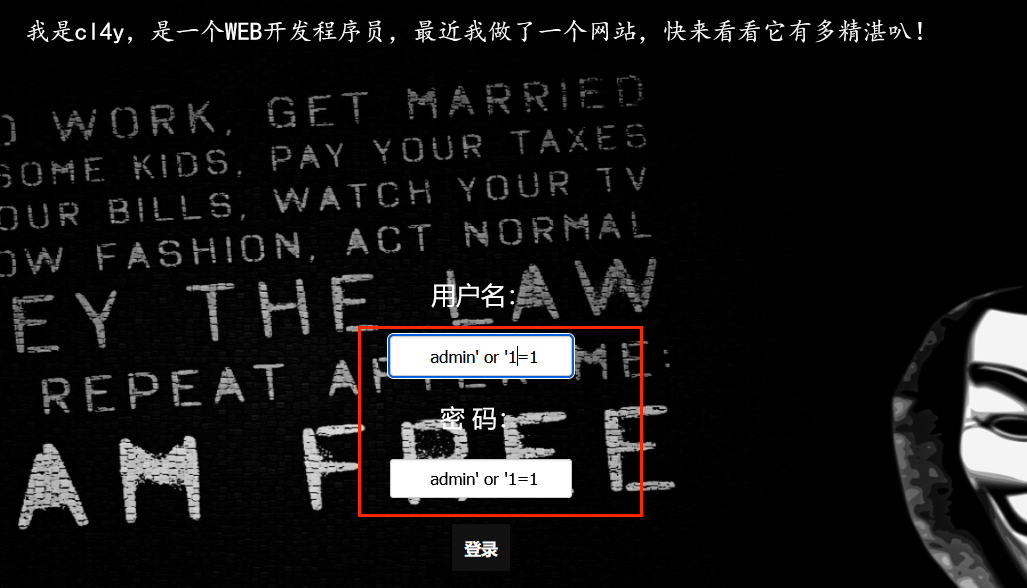 我是cl4y，是一个WEB开发程序员，最近我做了一个网站，快来看看它有多精湛叭！
WORK, GET MARRIED
SOME KIDS, PAY YOUR TAXES
OUR BILLS, WATCH YOUR TV
OW FASHION, ACT NORMAL
EY THE LAW
REPEAT AFTER ME:
AM FREE
用户名：
admin' or '1=1
密 码：
admin' or '1=1
登录